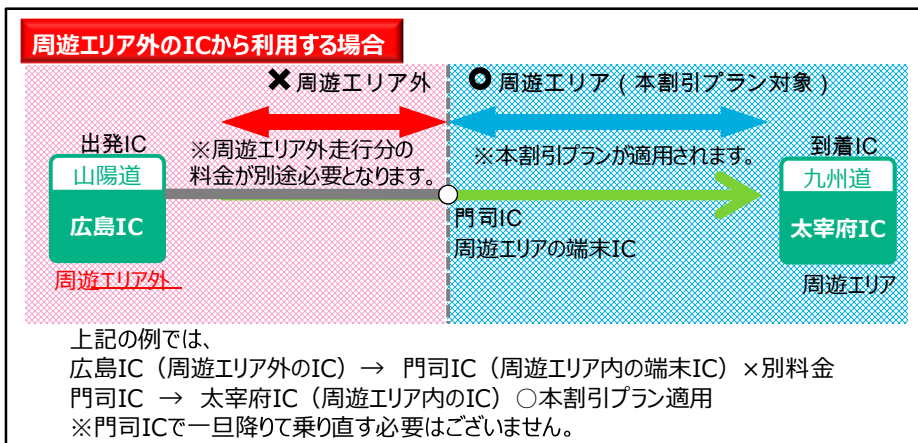 周遊エリア外のICから利用する場合
✖周遊エリア外
○周遊エリア(本割引プラン対象)
出発IC
山陽道
広島IC
周遊エリア外
※周遊エリア外走行分の
料金が別途必要となります。
※本割引プランが適用されます。
門司IC
周遊エリアの端末IC
到着IC
九州道
太宰府IC
周遊エリア
上記の例では、
広島IC(周遊エリア外のIC) → 門司IC(周遊エリア内の端末IC)×別料金
門司IC → 太宰府IC(周遊エリア内のIC)○本割引プラン適用
※門司ICで一旦降りて乗り直す必要はございません。